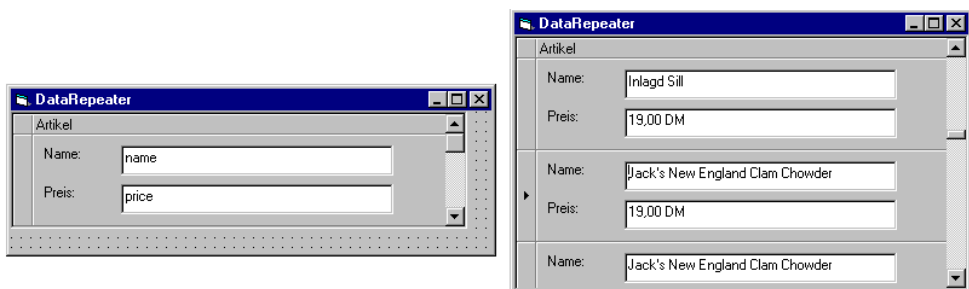 DataRepeater
Artikel
Name: name
Preis: price
DataRepeater
Artikel
Name: Inlagd Sill
Preis: 19,00 DM
Name: Jack's New England Clam Chowder
Preis: 19,00 DM
Name: Jack's New England Clam Chowder